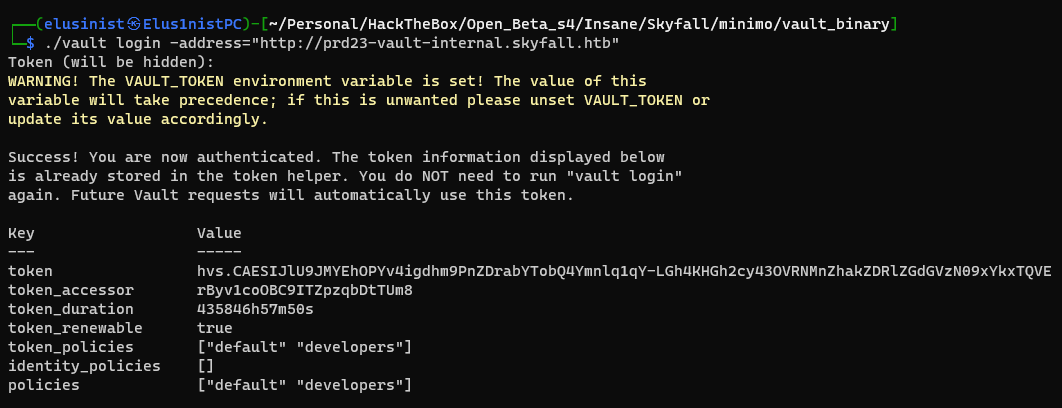 ┌──(elusinist㉿Elus1nistPC)-[~/Personal/HackTheBox/Open_Beta_s4/Insane/Skyfall/minimo/vault_binary]
└─$ ./vault login -address="http://prd23-vault-internal.skyfall.htb"
Token (will be hidden):
WARNING! The VAULT_TOKEN environment variable is set! The value of this
variable will take precedence; if this is unwanted please unset VAULT_TOKEN or
update its value accordingly.

Success! You are now authenticated. The token information displayed below
is already stored in the token helper. You do NOT need to run "vault login"
again. Future Vault requests will automatically use this token.

Key                  Value
---                  -----
token                hvs.CAESIJlU9JMYEhOPYv4igdhm9PnZDrabYTobQ4Ymnlq1qY-LGh4KHGh2cy43OVRNMnZhakZDRlZGdGVzN09xYkxTQVE
token_accessor       rByv1coOBC9ITZpzqbDtTUm8
token_duration       435846h57m50s
token_renewable      true
token_policies       ["default" "developers"]
identity_policies    []
policies             ["default" "developers"]